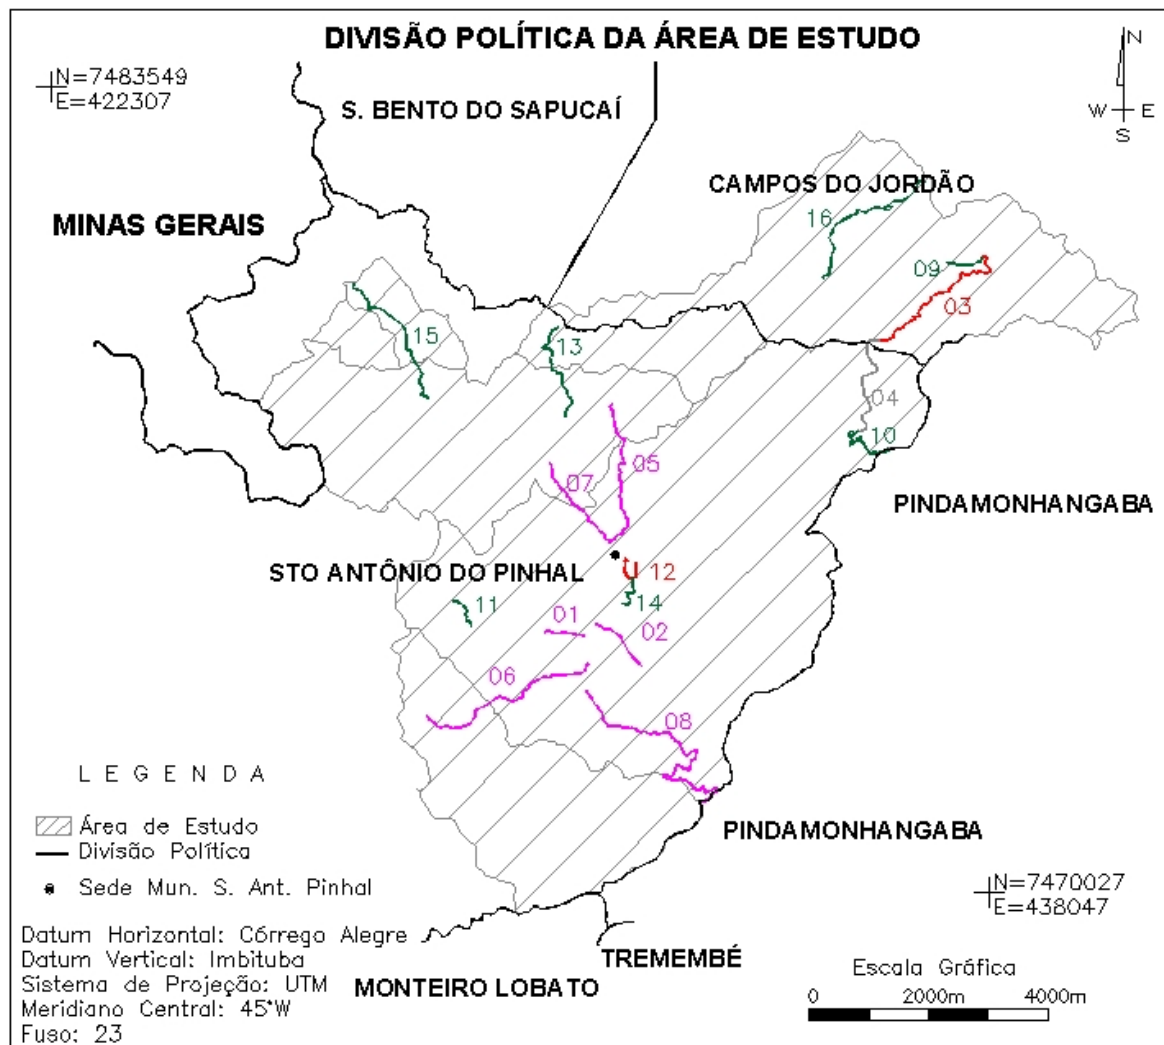 DIVISÃO POLÍTICA DA ÁREA DE ESTUDO
N=7483549
E=422307
N
W E
S
S. BENTO DO SAPUCAÍ
CAMPOS DO JORDÃO
MINAS GERAIS
16
09
03
15
13
04
10
05
07
PINDAMONHANGABA
STO ANTÔNIO DO PINHAL
12
11
14
01
02
06
08
L E G E N D A
Área de Estudo
Divisão Política
Sede Mun. S. Ant. Pinhal
PINDAMONHANGABA
N=7470027
E=438047
Datum Horizontal: Córrego Alegre
Datum Vertical: Imbituba
Sistema de Projeção: UTM
Meridiano Central: 45°W
Fuso: 23
TREMEMBÉ
MONTEIRO LOBATO
Escala Gráfica
0 2000m 4000m